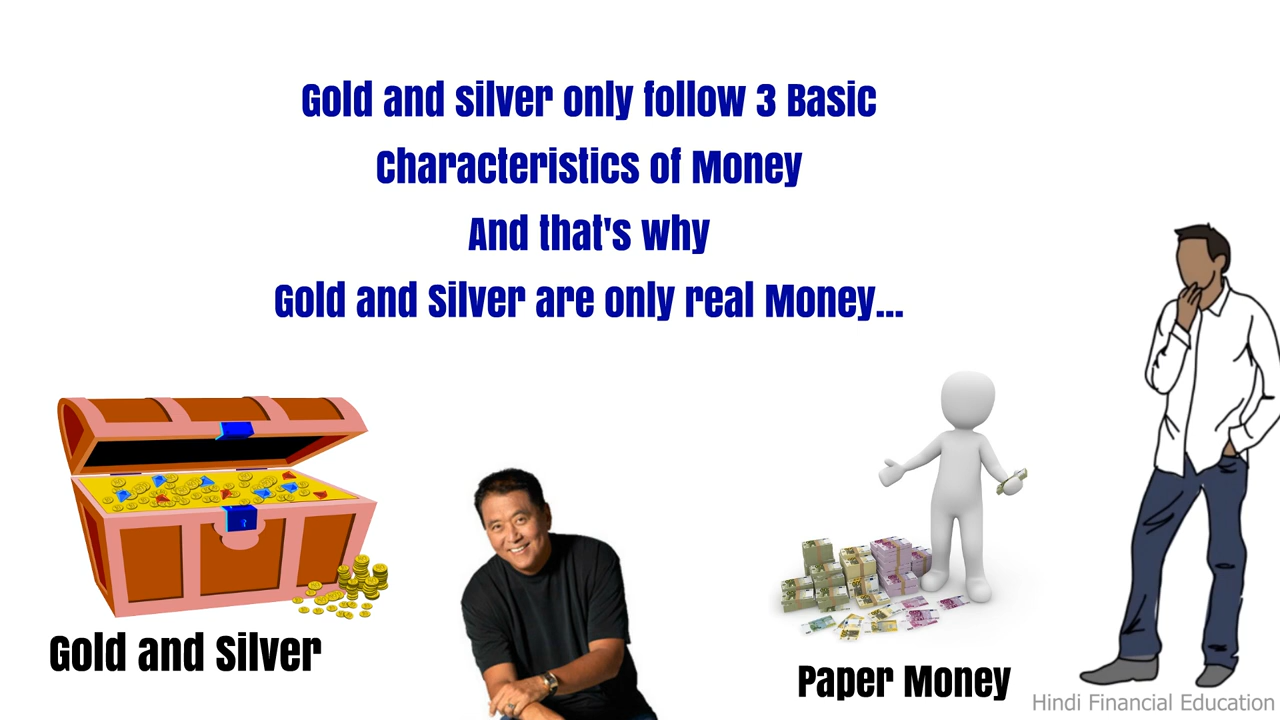 Gold and silver only follow 3 Basic
Characteristics of Money
And that's why
Gold and Silver are only real Money...
Gold and Silver
Paper Money
Hindi Financial Education